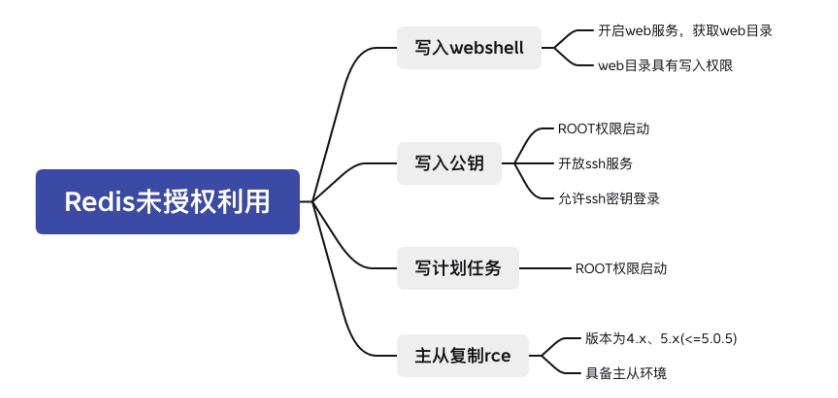 Redis未授权利用
写入webshell
开启web服务，获取web目录
web目录具有写入权限
写入公钥
ROOT权限启动
开放ssh服务
允许ssh密钥登录
写计划任务
ROOT权限启动
主从复制rce
版本为4.x、5.x(<=5.0.5)
具备主从环境